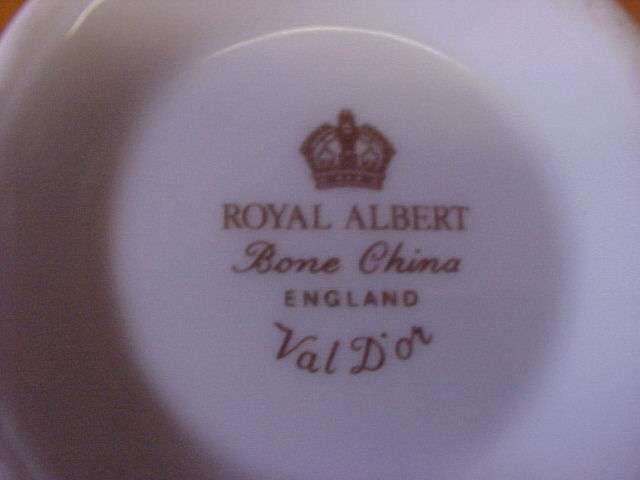 ROYAL ALBERT
Bone China
ENGLAND
Val D'or